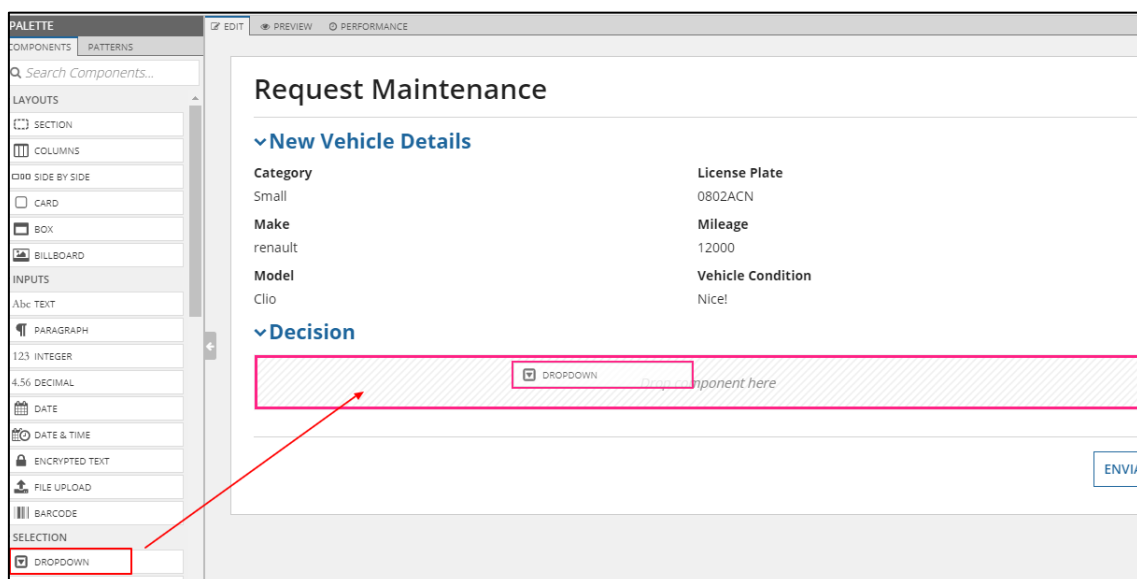 PALETTE
EDIT PREVIEW PERFORMANCE
COMPONENTS PATTERNS
Search Components...
LAYOUTS
SECTION
COLUMNS
SIDE BY SIDE
CARD
BOX
BILLBOARD
INPUTS
Abc TEXT
PARAGRAPH
123 INTEGER
4.56 DECIMAL
DATE
DATE & TIME
ENCRYPTED TEXT
FILE UPLOAD
BARCODE
SELECTION
DROPDOWN
Request Maintenance
New Vehicle Details
Category
Small
Make
renault
Model
Clio
License Plate
0802ACN
Mileage
12000
Vehicle Condition
Nice!
Decision
DROPDOWN
Drop component here